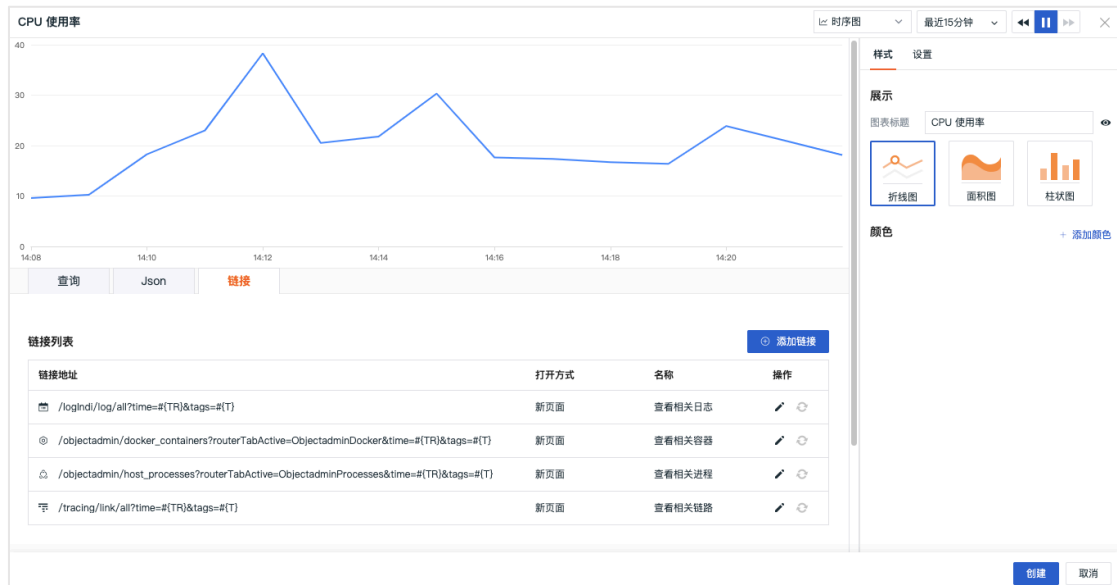 CPU 使用率
时序图
最近15分钟
样式
设置
展示
图表标题
CPU 使用率
折线图
面积图
柱状图
颜色
+ 添加颜色
40
30
20
10
0
14:08
14:10
14:12
14:14
14:16
14:18
14:20
查询
Json
链接
链接列表
添加链接
链接地址 打开方式 名称 操作
/logIndi/log/all?time=#{TR}&tags=#{T} 新页面 查看相关日志
/objectadmin/docker_containers?routerTabActive=ObjectadminDocker&time=#{TR}&tags=#{T} 新页面 查看相关容器
/objectadmin/host_processes?routerTabActive=ObjectadminProcesses&time=#{TR}&tags=#{T} 新页面 查看相关进程
/tracing/link/all?time=#{TR}&tags=#{T} 新页面 查看相关链路
创建
取消